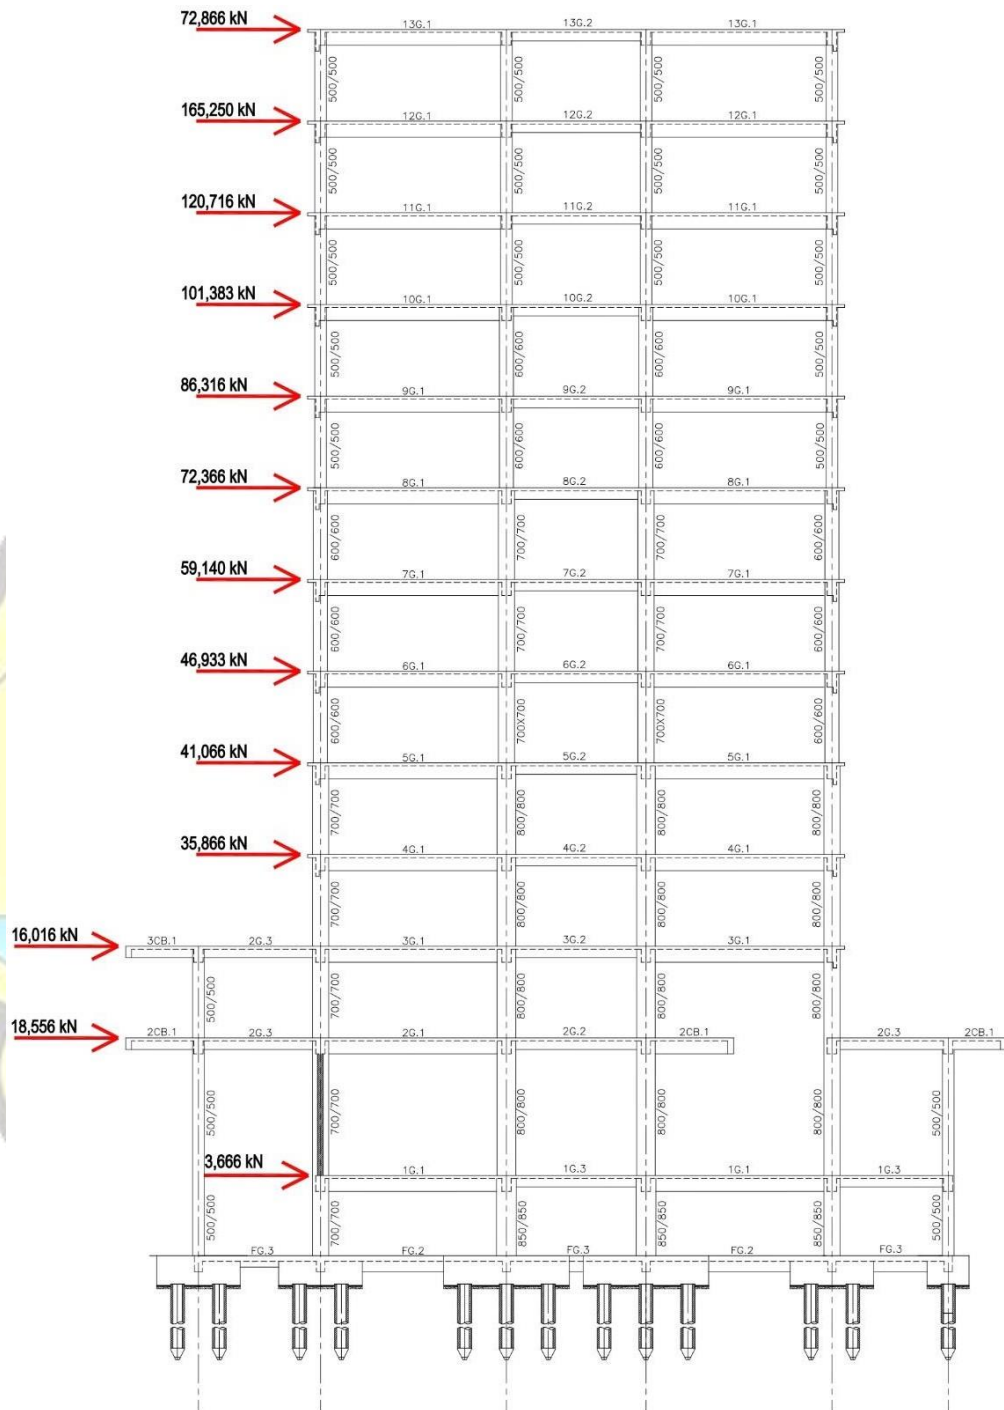 72,866 kN
13G.1 13G.2 13G.1
500/500 500/500 500/500 500/500
165,250 kN
12G.1 12G.2 12G.1
500/500 500/500 500/500 500/500
120,716 kN
11G.1 11G.2 11G.1
500/500 500/500 500/500 500/500
101,383 kN
10G.1 10G.2 10G.1
500/500 600/600 600/600 500/500
86,316 kN
9G.1 9G.2 9G.1
500/500 600/600 600/600 500/500
72,366 kN
8G.1 8G.2 8G.1
600/600 700/700 700/700 600/600
59,140 kN
7G.1 7G.2 7G.1
600/600 700/700 700/700 600/600
46,933 kN
6G.1 6G.2 6G.1
600/600 700X700 700X700 600/600
41,066 kN
5G.1 5G.2 5G.1
700/700 800/800 800/800 800/800
35,866 kN
4G.1 4G.2 4G.1
700/700 800/800 800/800 800/800
16,016 kN
3CB.1 2G.3 3G.1 3G.2 3G.1
500/500 700/700 800/800 800/800 800/800
18,556 kN
2CB.1 2G.3 2G.1 2G.2 2CB.1 2G.3 2CB.1
500/500 700/700 800/800 800/800 800/800 500/500
3,666 kN
1G.1 1G.3 1G.1 1G.3
500/500 700/700 850/850 850/850 800/800 500/500
FG.3 FG.2 FG.3 FG.2 FG.3